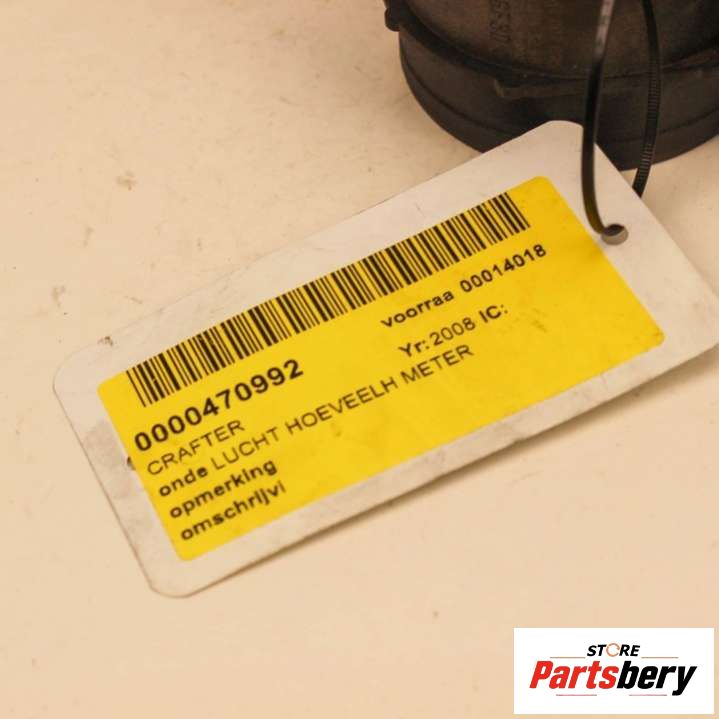 0000470992
voorraa 00014018
CRAFTER
Yr: 2008 IC:
onde LUCHT HOEVEELH METER
opmerking
omschrijvi
STORE
Partsbery